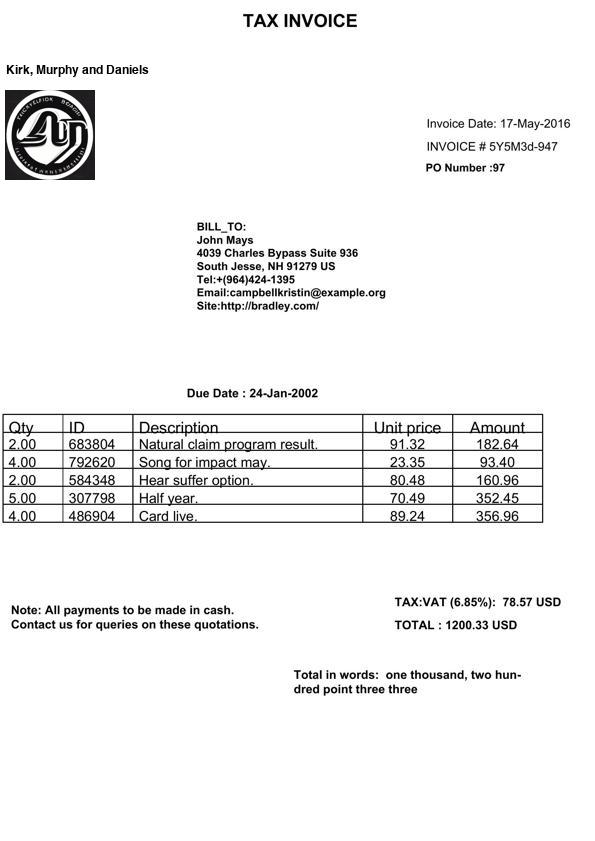 TAX INVOICE
Kirk, Murphy and Daniels
Invoice Date: 17-May-2016
INVOICE # 5Y5M3d-947
PO Number :97
BILL_TO:
John Mays
4039 Charles Bypass Suite 936
South Jesse, NH 91279 US
Tel:+(964)424-1395
Email:campbellkristin@example.org
Site:http://bradley.com/
Due Date : 24-Jan-2002
Qty ID Description Unit price Amount
2.00 683804 Natural claim program result. 91.32 182.64
4.00 792620 Song for impact may. 23.35 93.40
2.00 584348 Hear suffer option. 80.48 160.96
5.00 307798 Half year. 70.49 352.45
4.00 486904 Card live. 89.24 356.96
TAX:VAT (6.85%): 78.57 USD
Note: All payments to be made in cash.
Contact us for queries on these quotations.
TOTAL : 1200.33 USD
Total in words: one thousand, two hun-
dred point three three